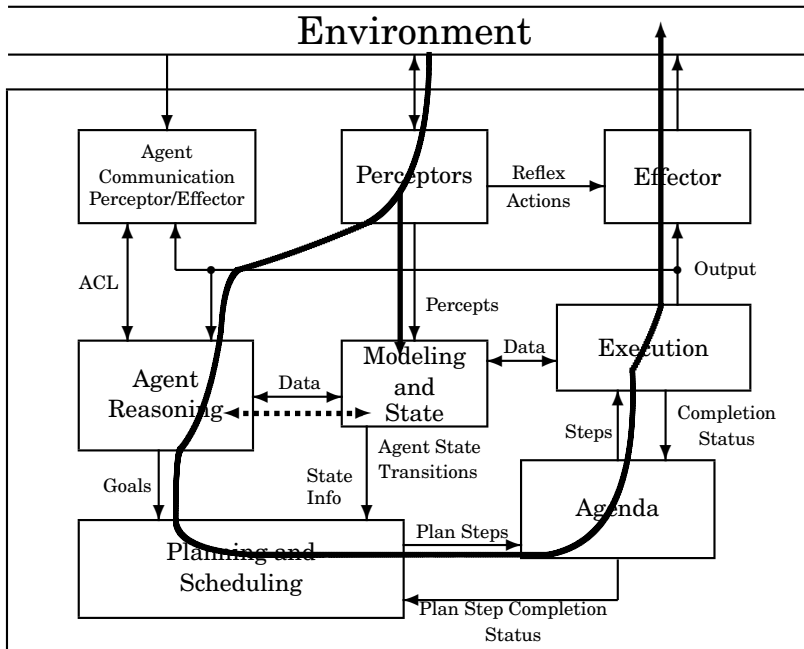 Environment
Agent
Communication
Perceptor/Effector
Perceptors
Reflex
Actions
Effector
ACL
Percepts
Output
Agent
Reasoning
Data
Modeling
and
State
Data
Execution
Goals
State
Info
Agent State
Transitions
Steps
Completion
Status
Planning and
Scheduling
Plan Steps
Agenda
Plan Step Completion
Status